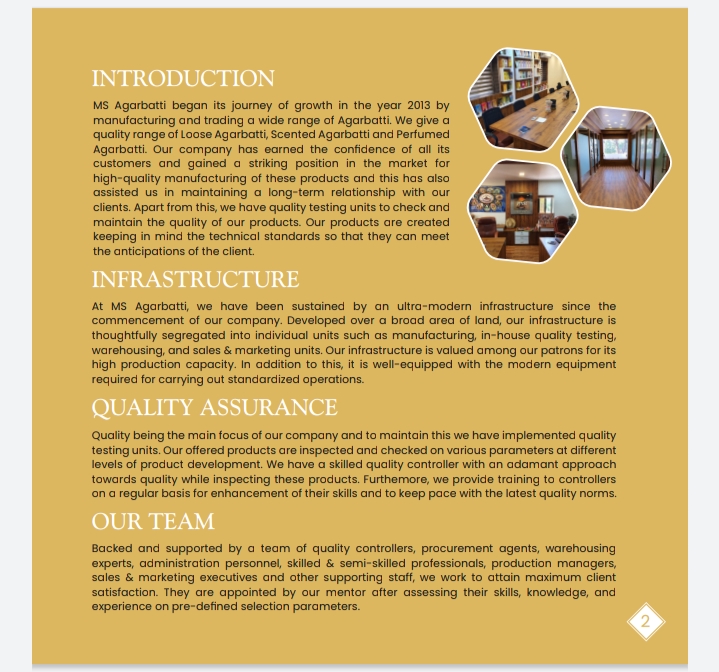 INTRODUCTION
MS Agarbatti began its journey of growth in the year 2013 by
manufacturing and trading a wide range of Agarbatti. We give a
quality range of Loose Agarbatti, Scented Agarbatti and Perfumed
Agarbatti. Our company has earned the confidence of all its
customers and gained a striking position in the market for
high-quality manufacturing of these products and this has also
assisted us in maintaining a long-term relationship with our
clients. Apart from this, we have quality testing units to check and
maintain the quality of our products. Our products are created
keeping in mind the technical standards so that they can meet
the anticipations of the client.
INFRASTRUCTURE
At MS Agarbatti, we have been sustained by an ultra-modern infrastructure since the
commencement of our company. Developed over a broad area of land, our infrastructure is
thoughtfully segregated into individual units such as manufacturing, in-house quality testing,
warehousing, and sales & marketing units. Our infrastructure is valued among our patrons for its
high production capacity. In addition to this, it is well-equipped with the modern equipment
required for carrying out standardized operations.
QUALITY ASSURANCE
Quality being the main focus of our company and to maintain this we have implemented quality
testing units. Our offered products are inspected and checked on various parameters at different
levels of product development. We have a skilled quality controller with an adamant approach
towards quality while inspecting these products. Furthemore, we provide training to controllers
on a regular basis for enhancement of their skills and to keep pace with the latest quality norms.
OUR TEAM
Backed and supported by a team of quality controllers, procurement agents, warehousing
experts, administration personnel, skilled & semi-skilled professionals, production managers,
sales & marketing executives and other supporting staff, we work to attain maximum client
satisfaction. They are appointed by our mentor after assessing their skills, knowledge, and
experience on pre-defined selection parameters.
2